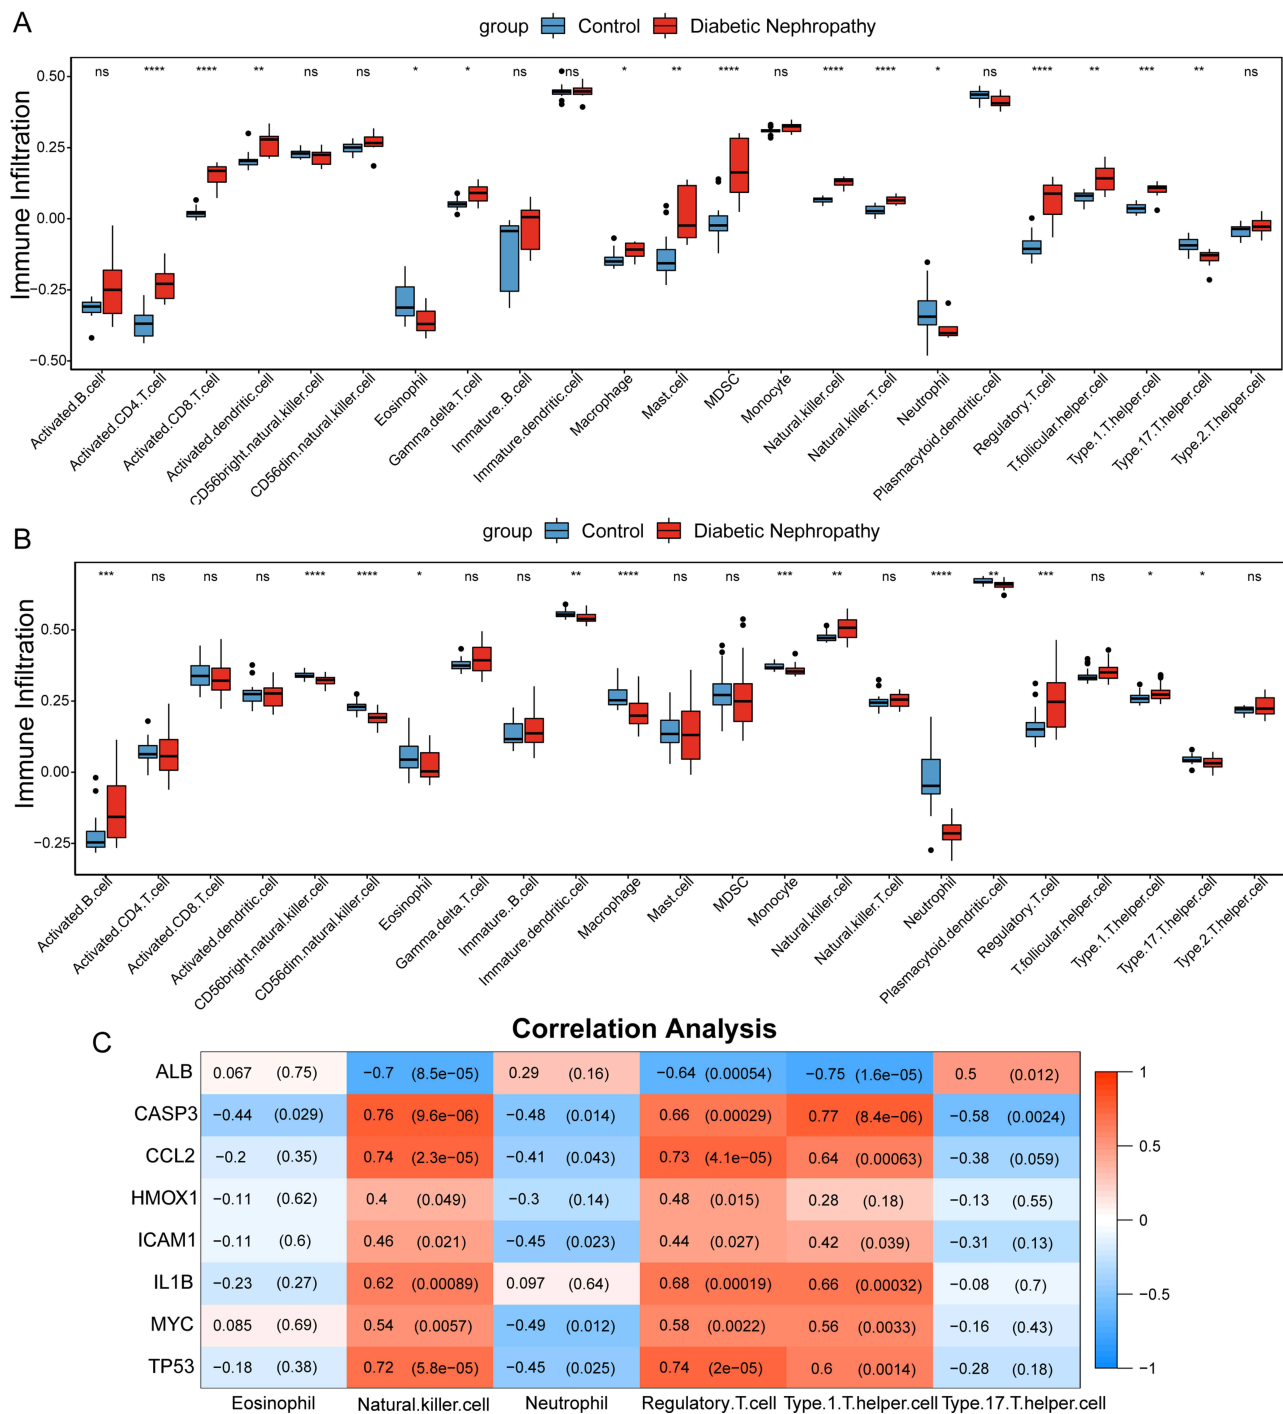 A
group Control Diabetic Nephropathy
ns **** **** ** ns ns * * ns ns * ** **** ns **** **** * ns **** ** *** ** ns
Immune Infiltration
0.50
0.25
0.00
−0.25
−0.50
Activated.B.cell
Activated.CD4.T.cell
Activated.CD8.T.cell
Activated.dendritic.cell
CD56bright.natural.killer.cell
CD56dim.natural.killer.cell
Eosinophil
Gamma.delta.T.cell
Immature..B.cell
Immature.dendritic.cell
Macrophage
Mast.cell
MDSC
Monocyte
Natural.killer.cell
Natural.killer.T.cell
Neutrophil
Plasmacytoid.dendritic.cell
Regulatory.T.cell
T.follicular.helper.cell
Type.1.T.helper.cell
Type.17.T.helper.cell
Type.2.T.helper.cell
B
group Control Diabetic Nephropathy
*** ns ns ns **** **** * ns ns ** **** ns ns *** ** ns **** ** *** ns * * ns
Immune Infiltration
0.50
0.25
0.00
−0.25
Activated.B.cell
Activated.CD4.T.cell
Activated.CD8.T.cell
Activated.dendritic.cell
CD56bright.natural.killer.cell
CD56dim.natural.killer.cell
Eosinophil
Gamma.delta.T.cell
Immature..B.cell
Immature.dendritic.cell
Macrophage
Mast.cell
MDSC
Monocyte
Natural.killer.cell
Natural.killer.T.cell
Neutrophil
Plasmacytoid.dendritic.cell
Regulatory.T.cell
T.follicular.helper.cell
Type.1.T.helper.cell
Type.17.T.helper.cell
Type.2.T.helper.cell
C
Correlation Analysis
ALB 0.067 (0.75) −0.7 (8.5e−05) 0.29 (0.16) −0.64 (0.00054) −0.75 (1.6e−05) 0.5 (0.012)
CASP3 −0.44 (0.029) 0.76 (9.6e−06) −0.48 (0.014) 0.66 (0.00029) 0.77 (8.4e−06) −0.58 (0.0024)
CCL2 −0.2 (0.35) 0.74 (2.3e−05) −0.41 (0.043) 0.73 (4.1e−05) 0.64 (0.00063) −0.38 (0.059)
HMOX1 −0.11 (0.62) 0.4 (0.049) −0.3 (0.14) 0.48 (0.015) 0.28 (0.18) −0.13 (0.55)
ICAM1 −0.11 (0.6) 0.46 (0.021) −0.45 (0.023) 0.44 (0.027) 0.42 (0.039) −0.31 (0.13)
IL1B −0.23 (0.27) 0.62 (0.00089) 0.097 (0.64) 0.68 (0.00019) 0.66 (0.00032) −0.08 (0.7)
MYC 0.085 (0.69) 0.54 (0.0057) −0.49 (0.012) 0.58 (0.0022) 0.56 (0.0033) −0.16 (0.43)
TP53 −0.18 (0.38) 0.72 (5.8e−05) −0.45 (0.025) 0.74 (2e−05) 0.6 (0.0014) −0.28 (0.18)
Eosinophil Natural.killer.cell Neutrophil Regulatory.T.cell Type.1.T.helper.cell Type.17.T.helper.cell
1
0.5
0
−0.5
−1